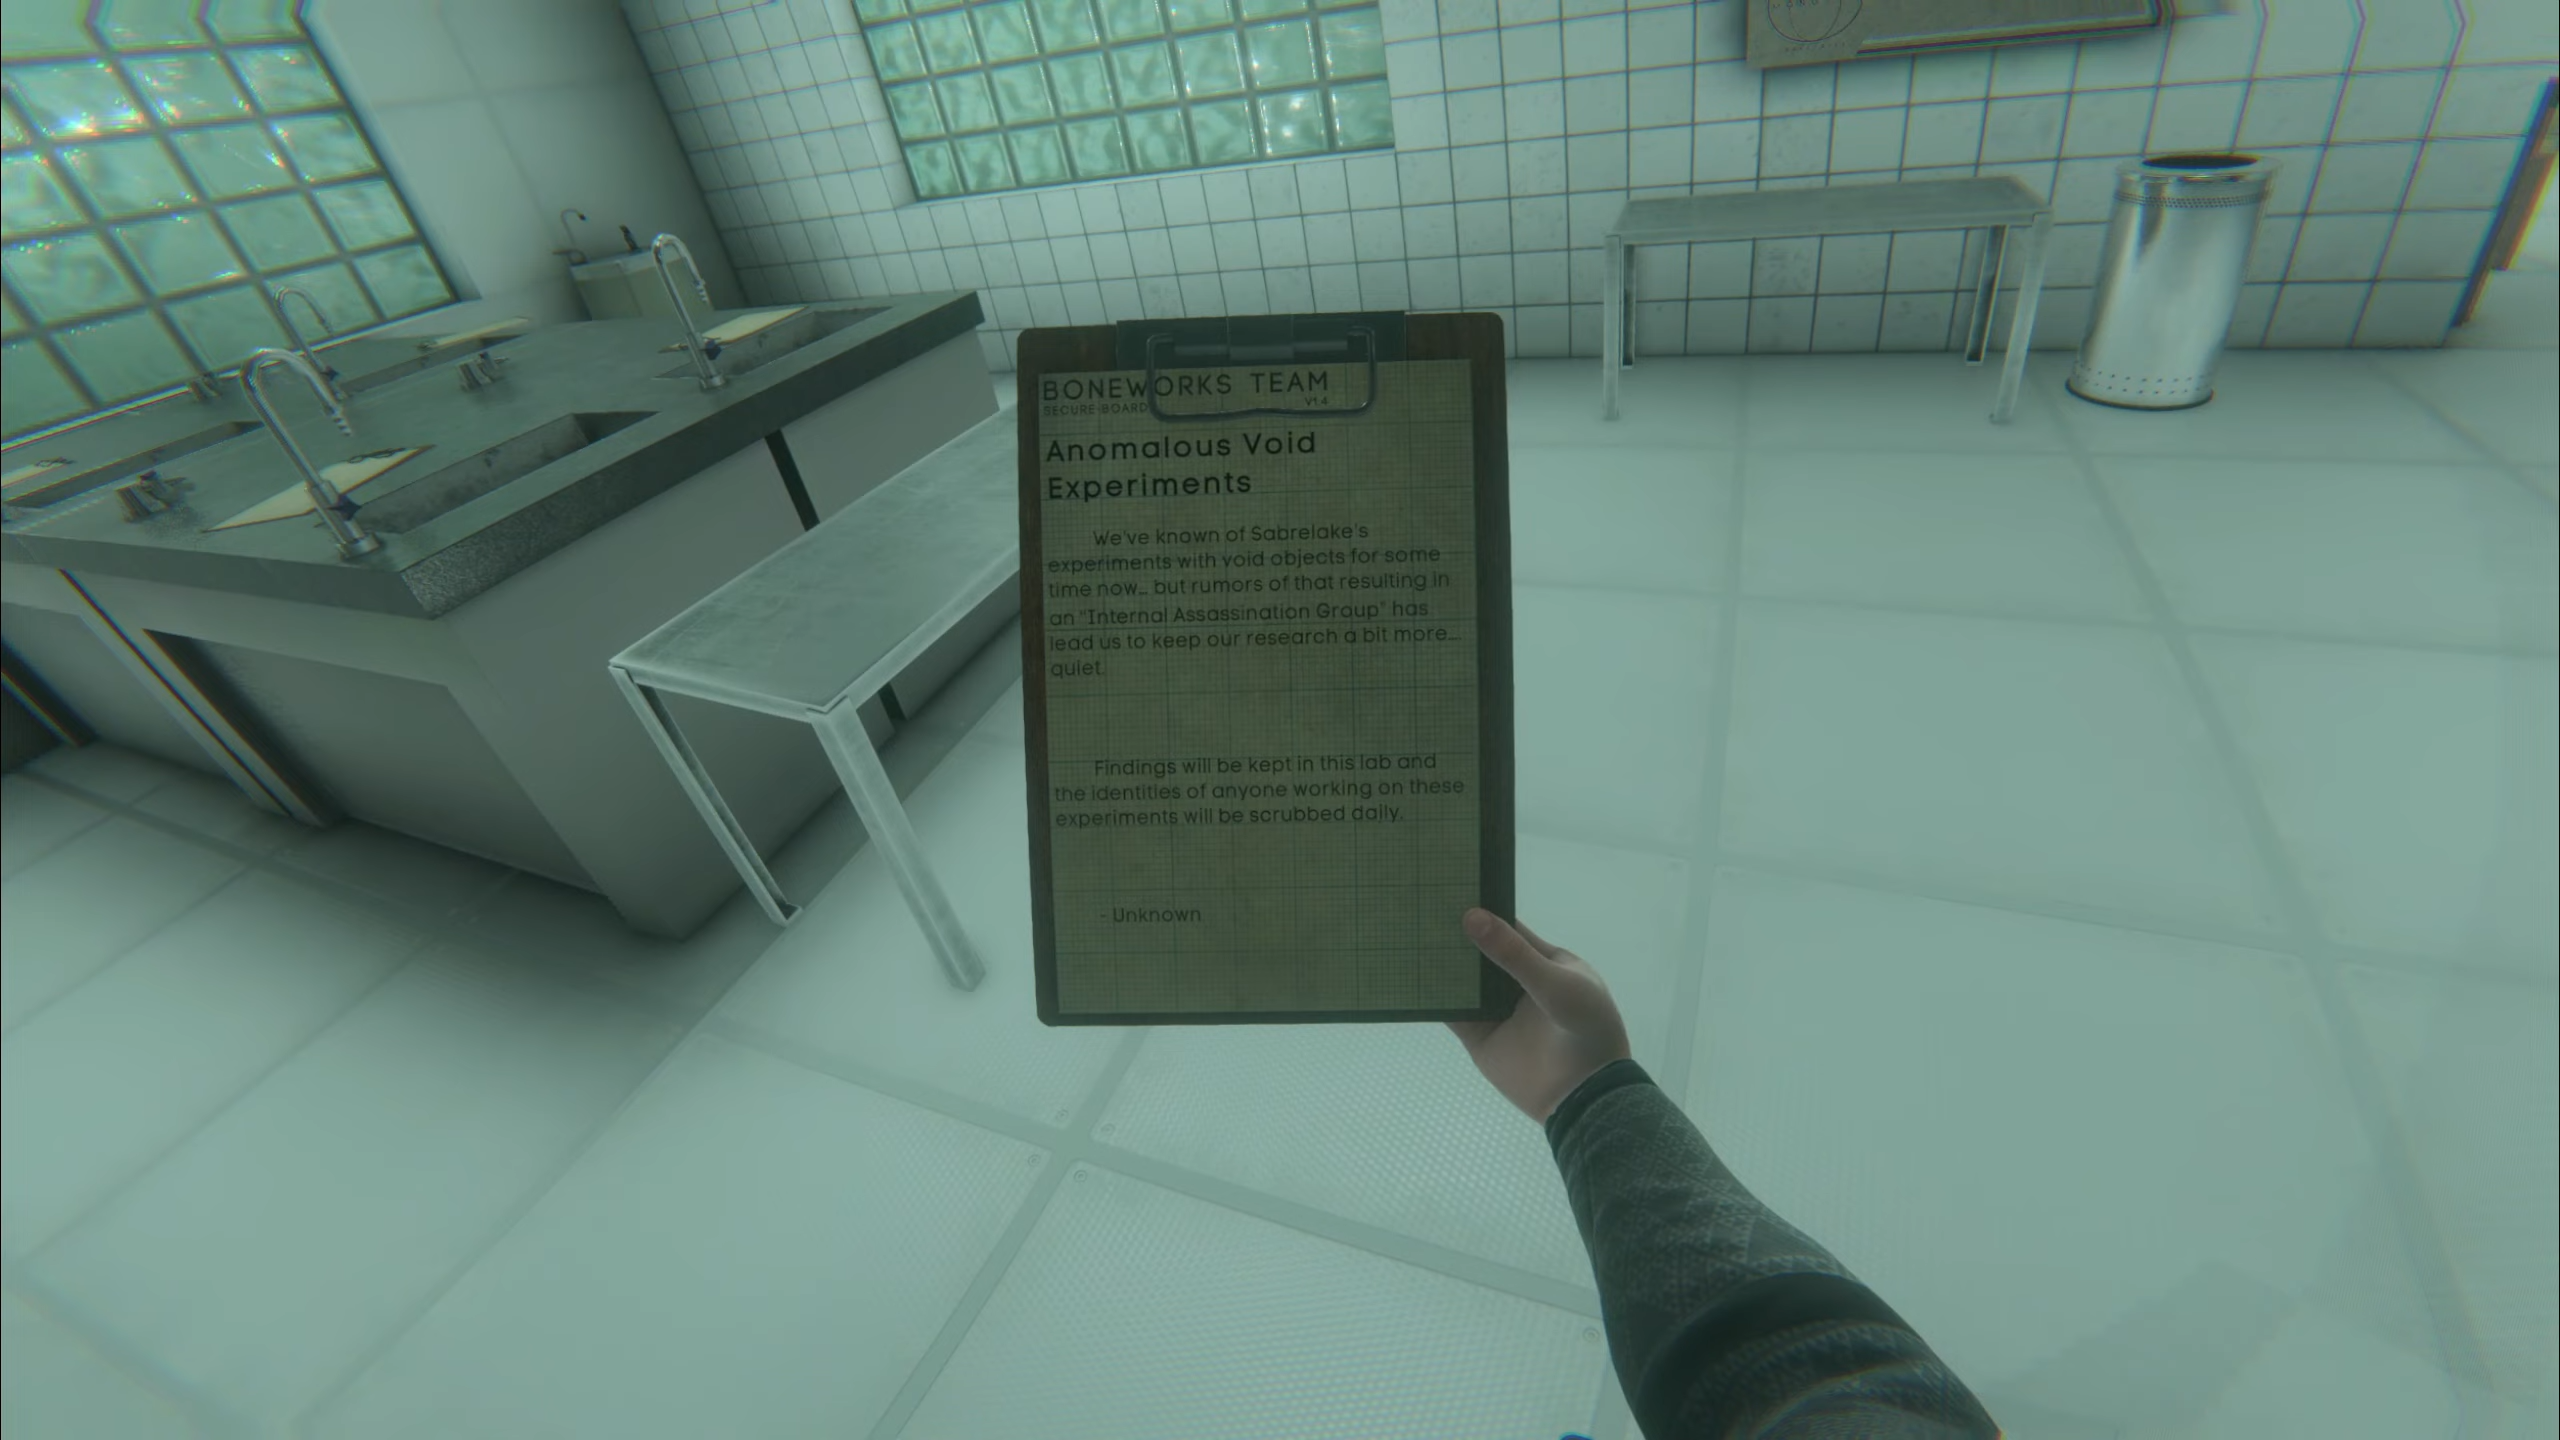 BONEWORKS TEAM
SECURE-BOARD V1.4
Anomalous Void
Experiments
We've known of Sabrelake's
experiments with void objects for some
time now... but rumors of that resulting in
an "Internal Assassination Group" has
lead us to keep our research a bit more...
quiet.
Findings will be kept in this lab and
the identities of anyone working on these
experiments will be scrubbed daily.
- Unknown